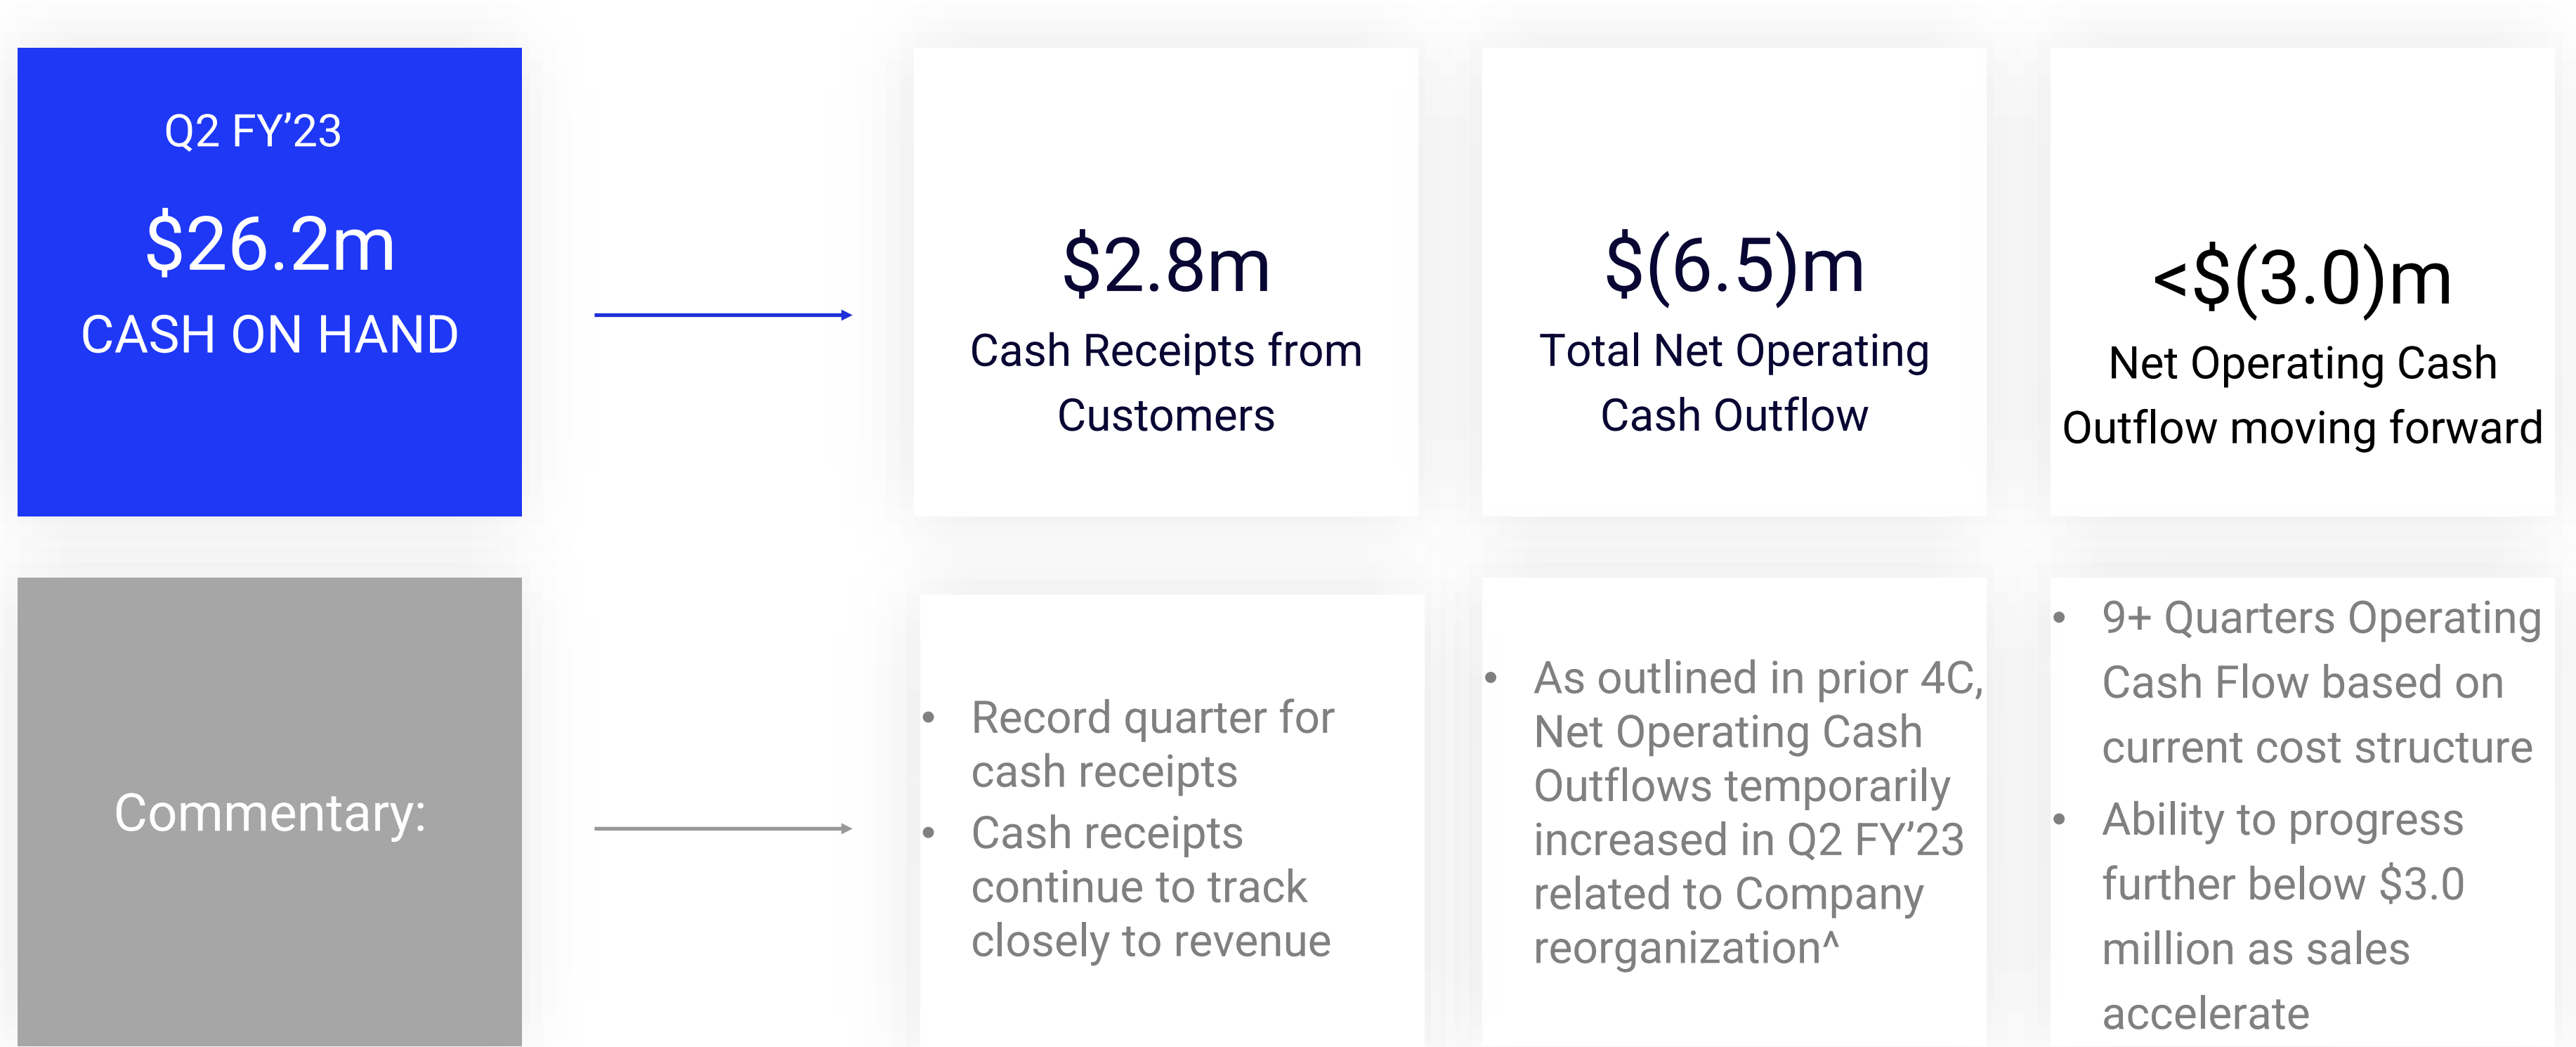 Q2 FY’23
$26.2m
CASH ON HAND
$2.8m
Cash Receipts from
Customers
$(6.5)m
Total Net Operating
Cash Outflow
<$(3.0)m
Net Operating Cash
Outflow moving forward
Commentary:
• Record quarter for
cash receipts
• Cash receipts
continue to track
closely to revenue
• As outlined in prior 4C,
Net Operating Cash
Outflows temporarily
increased in Q2 FY’23
related to Company
reorganization^
• 9+ Quarters Operating
Cash Flow based on
current cost structure
• Ability to progress
further below $3.0
million as sales
accelerate